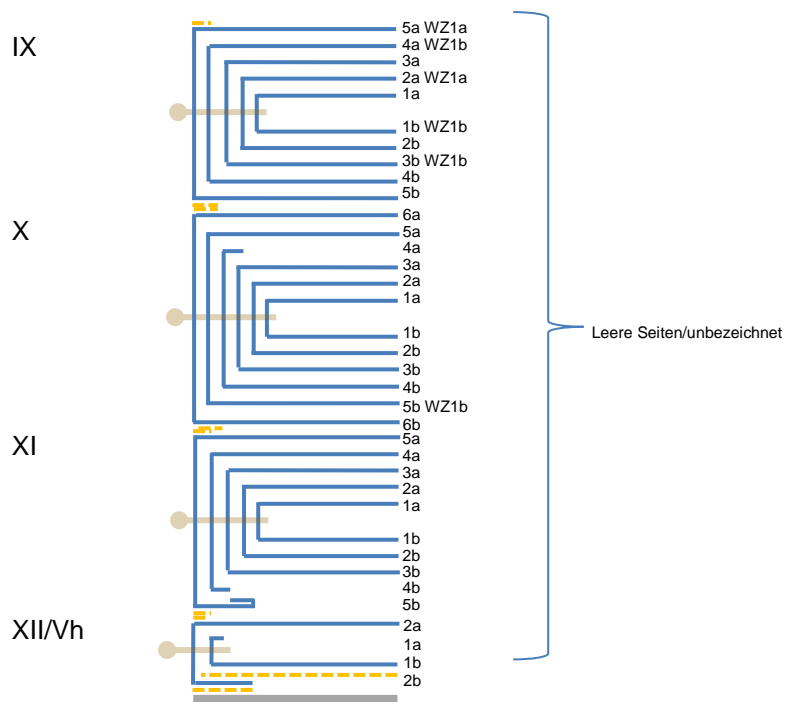 IX
5a WZ1a
4a WZ1b
3a
2a WZ1a
1a
1b WZ1b
2b
3b WZ1b
4b
5b
X
6a
5a
4a
3a
2a
1a
1b
2b
3b
4b
5b WZ1b
6b
Leere Seiten/unbezeichnet
XI
5a
4a
3a
2a
1a
1b
2b
3b
4b
5b
XII/Vh
2a
1a
1b
2b